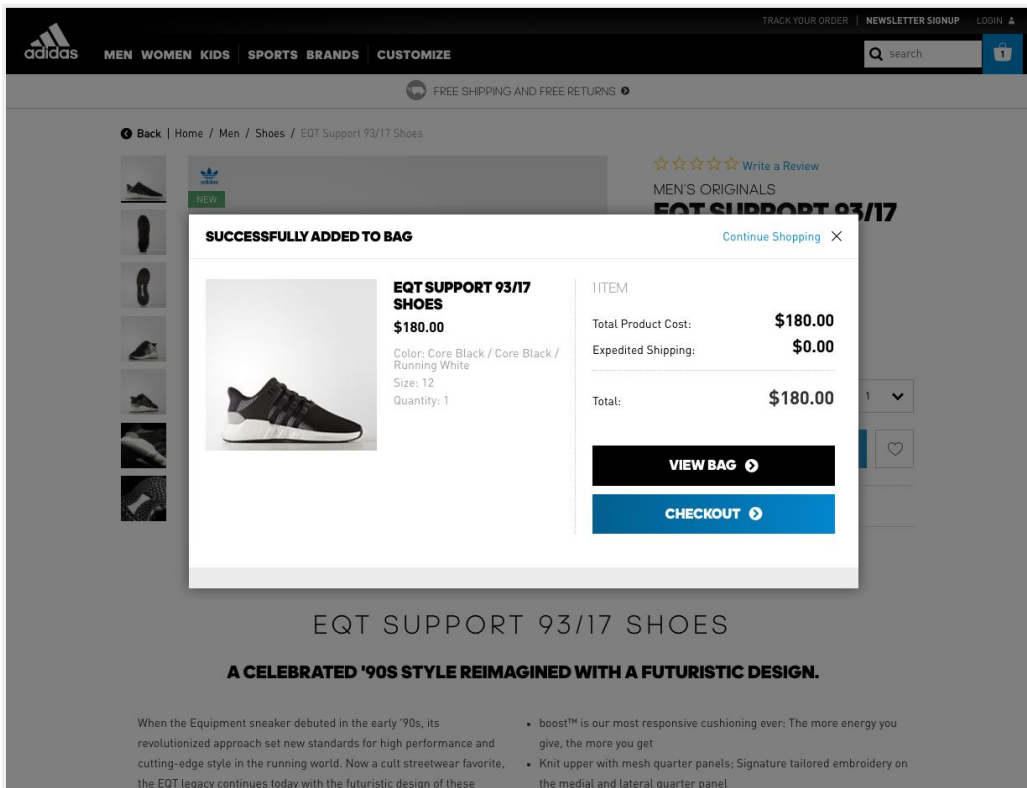 TRACK YOUR ORDER | NEWSLETTER SIGNUP LOGIN
adidas
MEN WOMEN KIDS SPORTS BRANDS CUSTOMIZE
search
1
FREE SHIPPING AND FREE RETURNS
Back | Home / Men / Shoes / EQT Support 93/17 Shoes
adidas
NEW
Write a Review
MEN'S ORIGINALS
EQT SUPPORT 93/17
SUCCESSFULLY ADDED TO BAG
Continue Shopping
EQT SUPPORT 93/17
SHOES
$180.00
Color: Core Black / Core Black /
Running White
Size: 12
Quantity: 1
1 ITEM
Total Product Cost: $180.00
Expedited Shipping: $0.00
Total: $180.00
VIEW BAG
CHECKOUT
1
EQT SUPPORT 93/17 SHOES
A CELEBRATED '90S STYLE REIMAGINED WITH A FUTURISTIC DESIGN.
When the Equipment sneaker debuted in the early '90s, its
revolutionized approach set new standards for high performance and
cutting-edge style in the running world. Now a cult streetwear favorite,
the EQT legacy continues today with the futuristic design of these
• boost™ is our most responsive cushioning ever: The more energy you
give, the more you get
• Knit upper with mesh quarter panels; Signature tailored embroidery on
the medial and lateral quarter panel